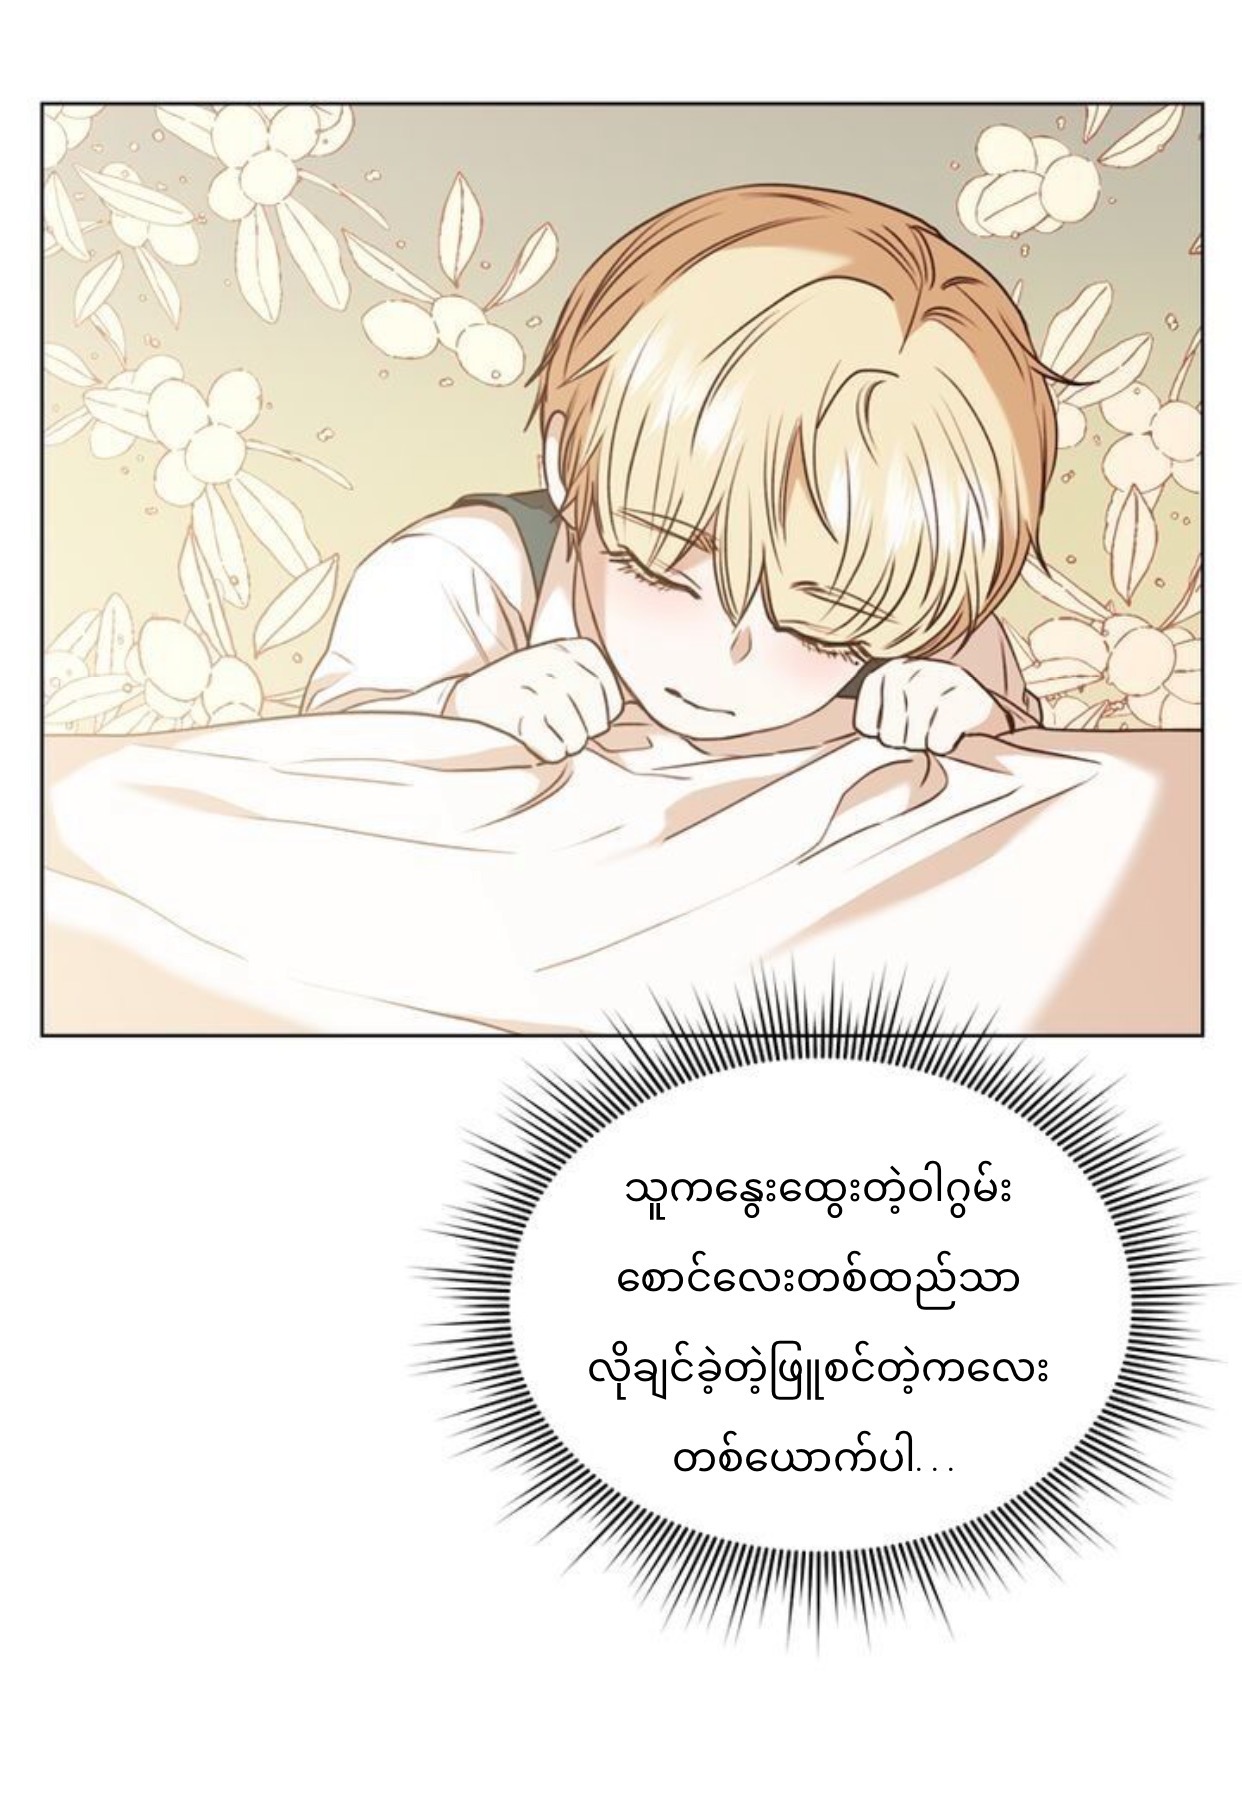 သူကနွေးထွေးတဲ့ဝါဂွမ်း
စောင်လေးတစ်ထည်သာ
လိုချင်ခဲ့တဲ့ဖြူစင်တဲ့ကလေး
တစ်ယောက်ပါ...